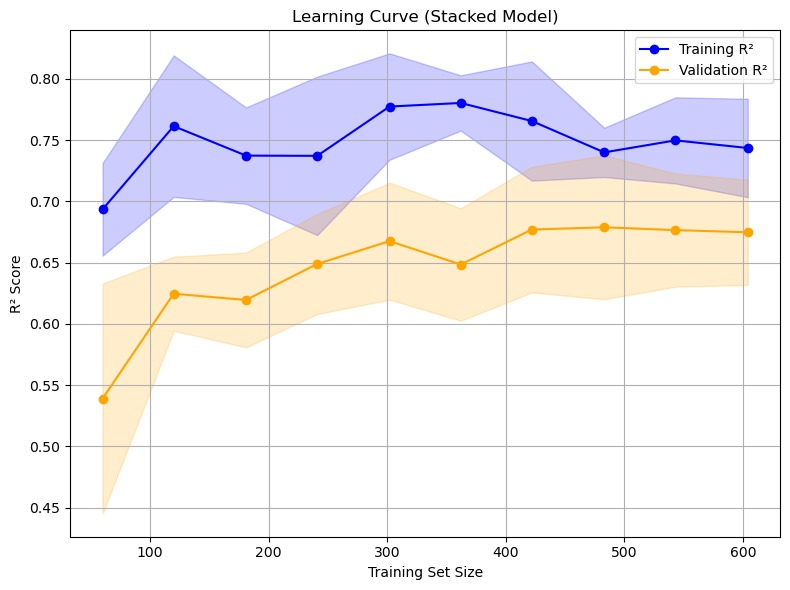 Learning Curve (Stacked Model)
Training R²
Validation R²
R² Score
0.80
0.75
0.70
0.65
0.60
0.55
0.50
0.45
100 200 300 400 500 600
Training Set Size